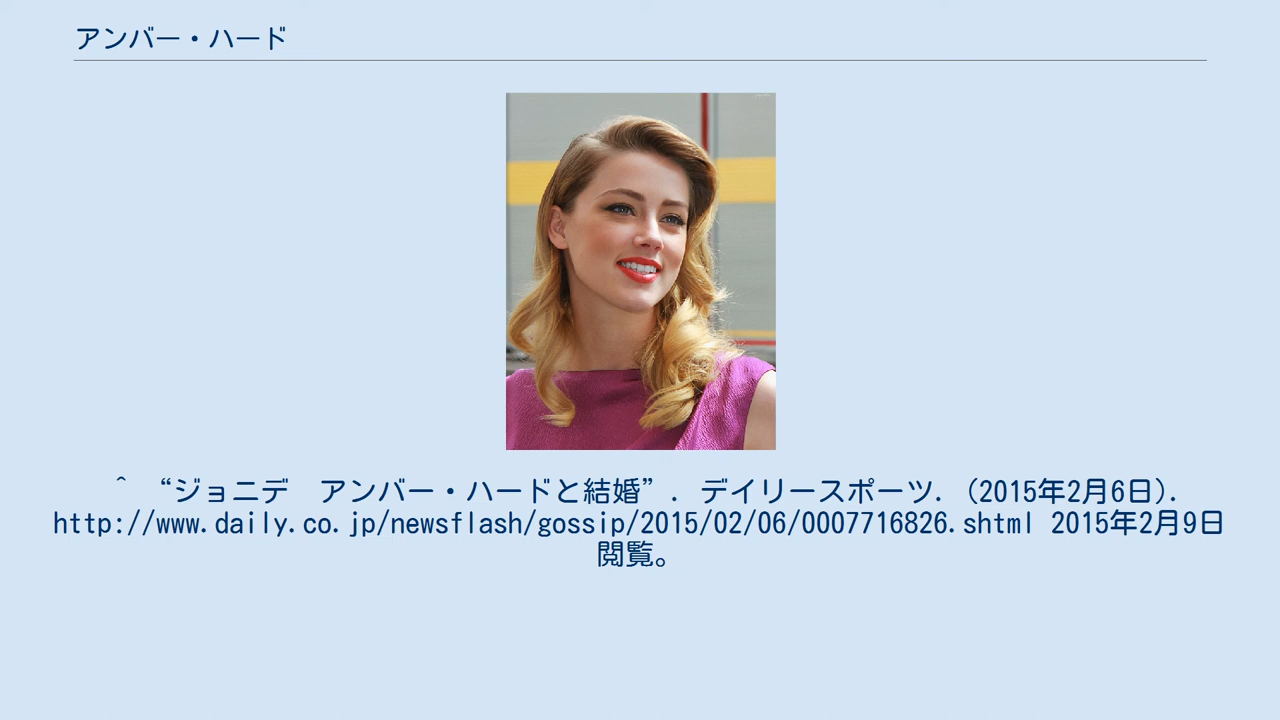 アンバー・ハード
^ “ジョニデ　アンバー・ハードと結婚”. デイリースポーツ. (2015年2月6日).
http://www.daily.co.jp/newsflash/gossip/2015/02/06/0007716826.shtml 2015年2月9日
閲覧。